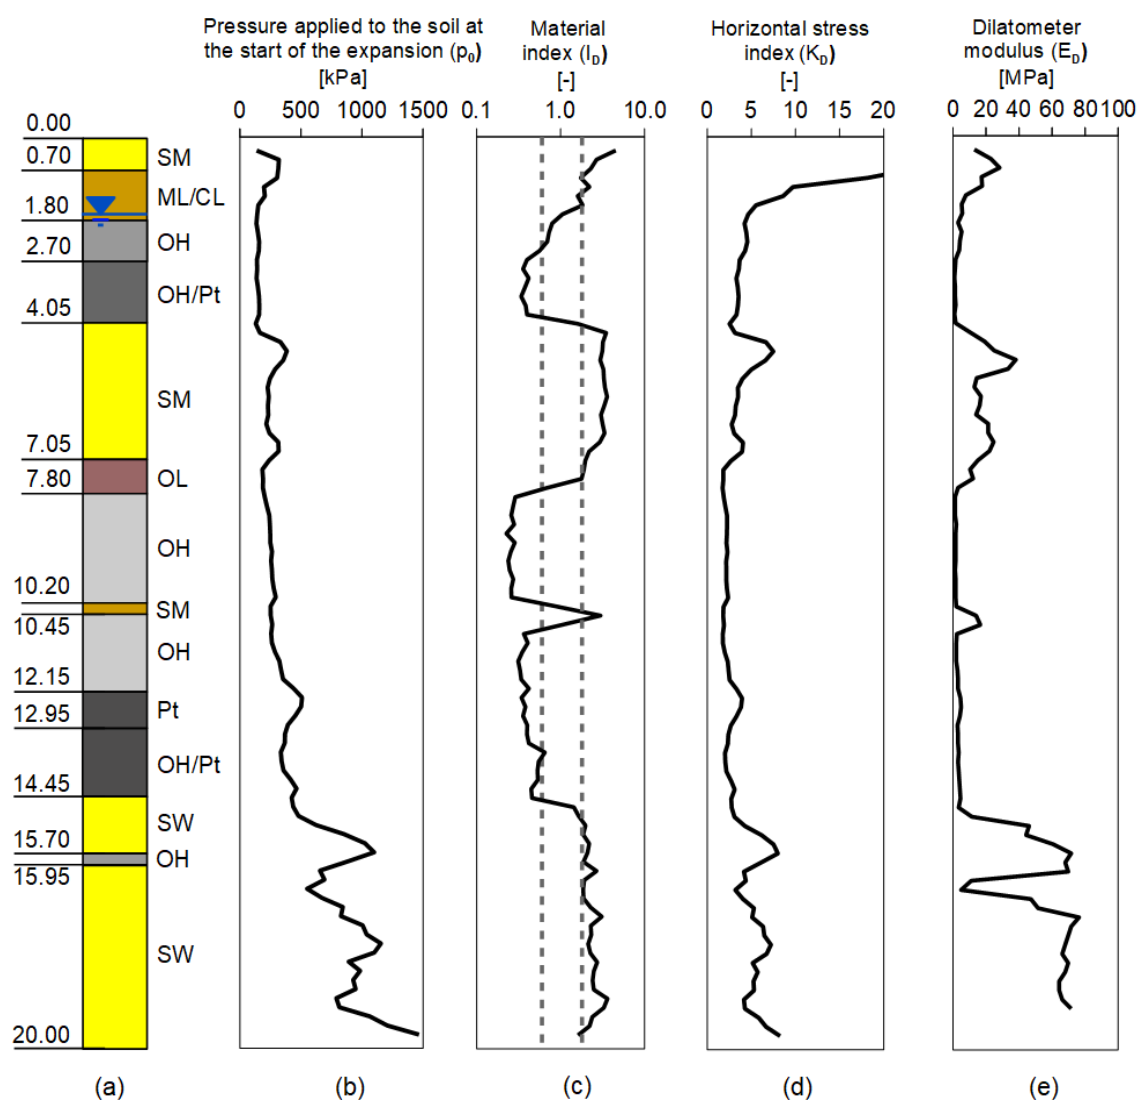 Pressure applied to the soil at
the start of the expansion (p₀)
[kPa]
0 500 1000 1500
Material
index (I_D)
[-]
0.1 1.0 10.0
Horizontal stress
index (K_D)
[-]
0 5 10 15 20
Dilatometer
modulus (E_D)
[MPa]
0 20 40 60 80 100
0.00
0.70
1.80
2.70
4.05
7.05
7.80
10.20
10.45
12.15
12.95
14.45
15.70
15.95
20.00
SM
ML/CL
OH
OH/Pt
SM
OL
OH
SM
OH
Pt
OH/Pt
SW
OH
SW
(a) (b) (c) (d) (e)